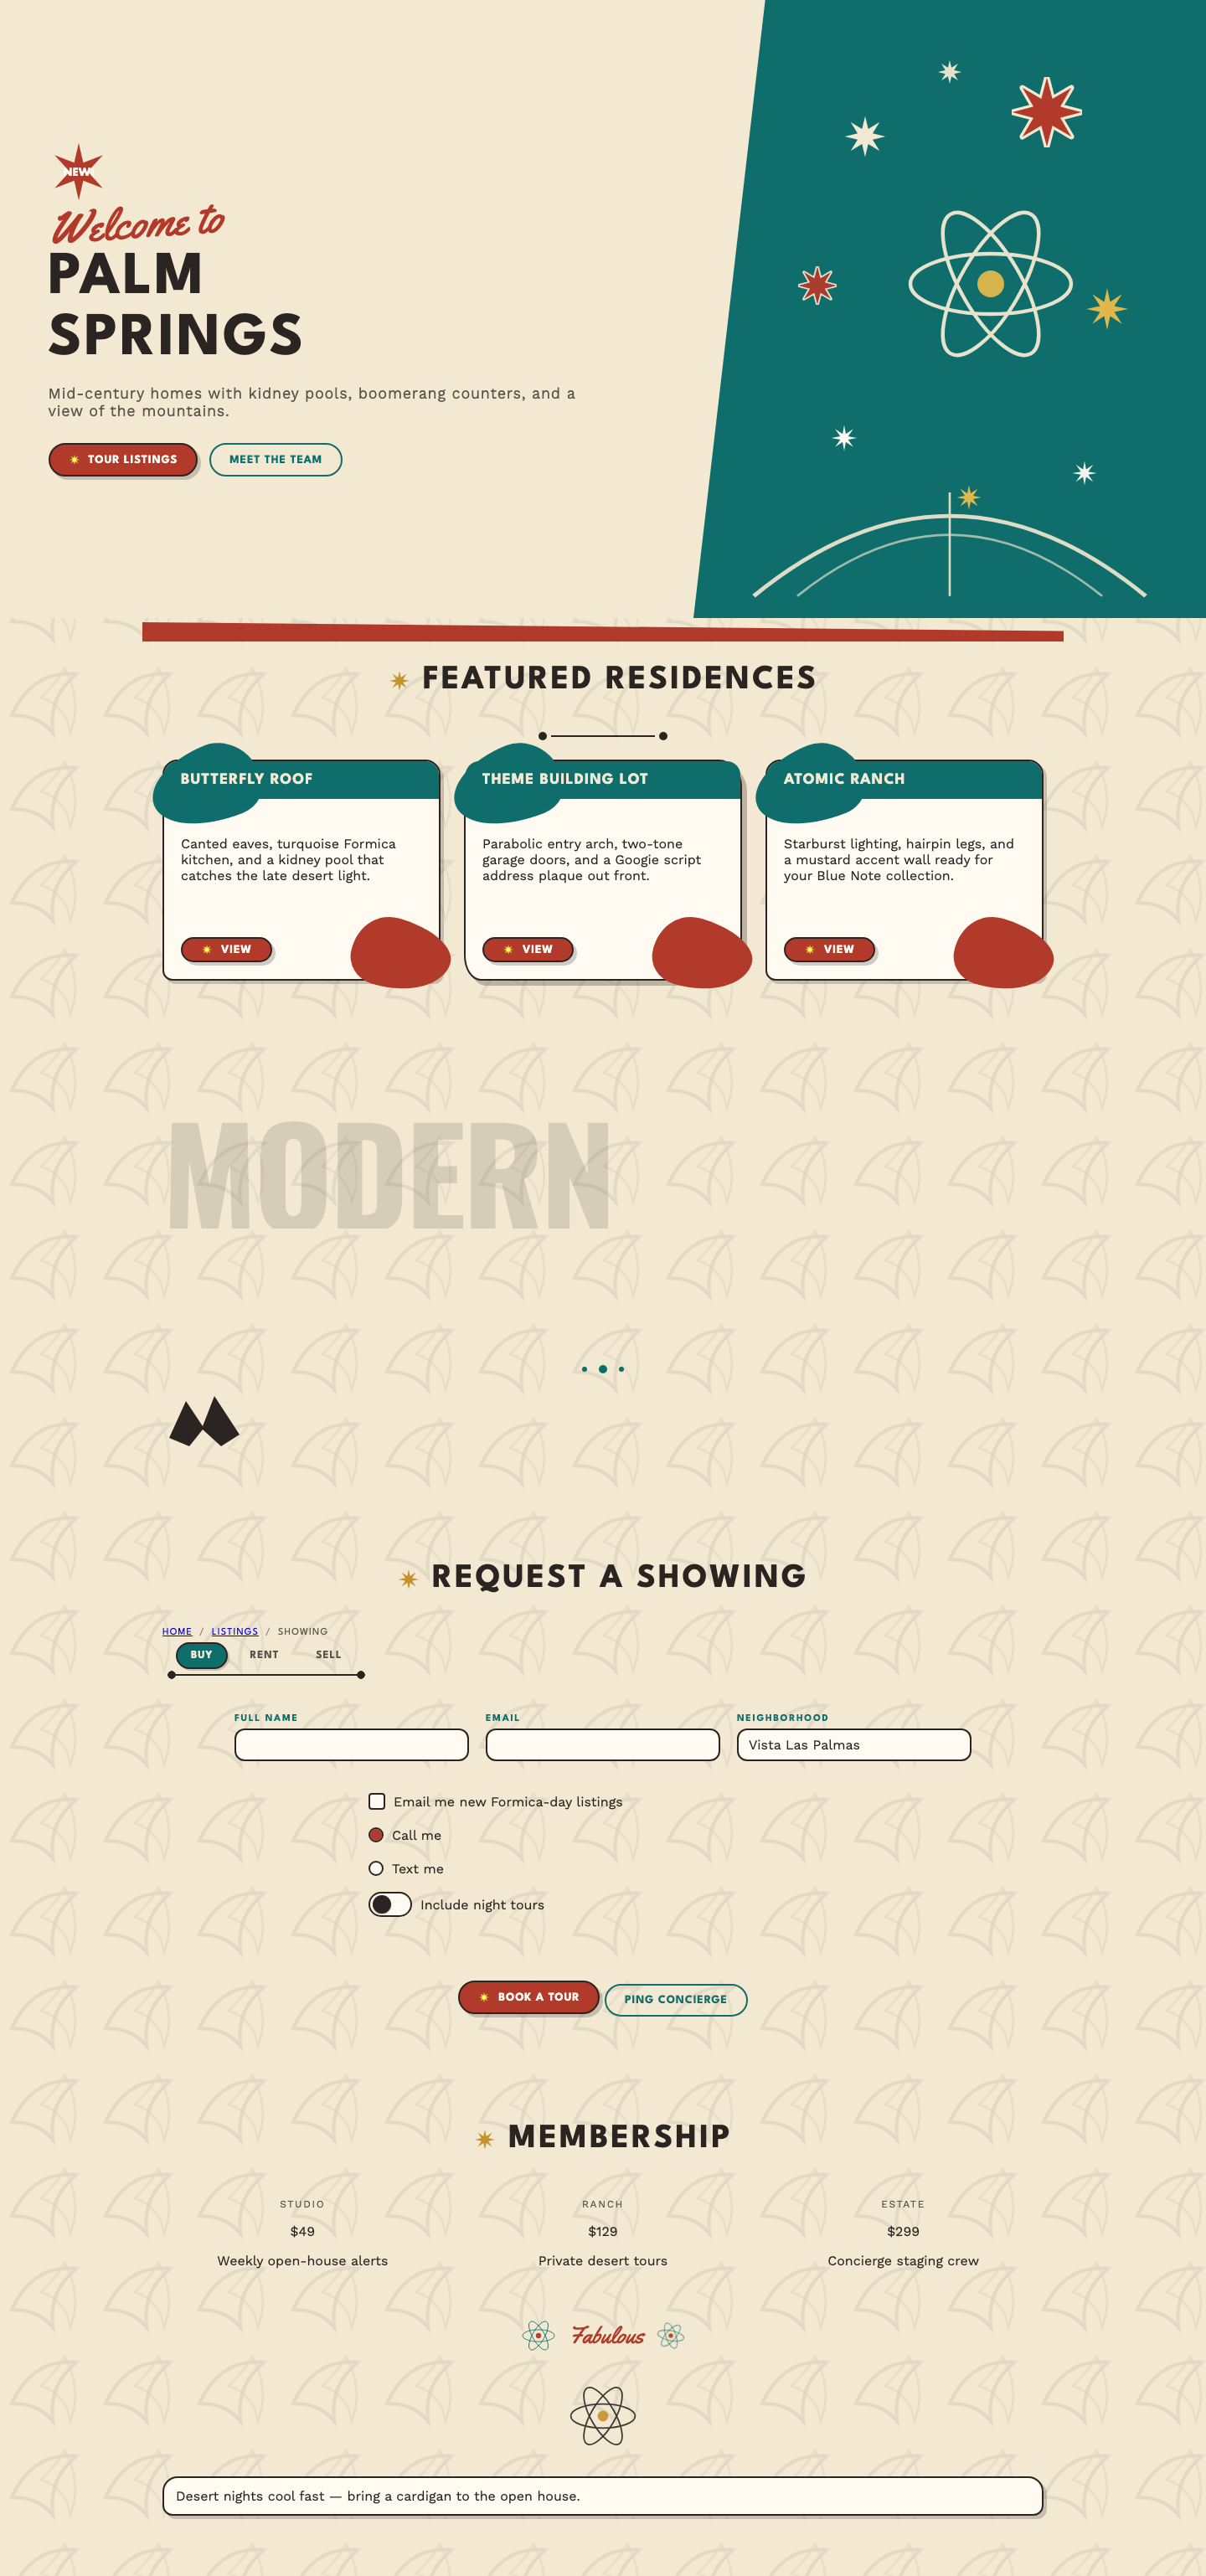 NEW!
Welcome to
PALM
SPRINGS
Mid-century homes with kidney pools, boomerang counters, and a
view of the mountains.
TOUR LISTINGS
MEET THE TEAM
FEATURED RESIDENCES
BUTTERFLY ROOF
Canted eaves, turquoise Formica
kitchen, and a kidney pool that
catches the late desert light.
VIEW
THEME BUILDING LOT
Parabolic entry arch, two-tone
garage doors, and a Googie script
address plaque out front.
VIEW
ATOMIC RANCH
Starburst lighting, hairpin legs, and
a mustard accent wall ready for
your Blue Note collection.
VIEW
MODERN
REQUEST A SHOWING
HOME / LISTINGS / SHOWING
BUY RENT SELL
FULL NAME
EMAIL
NEIGHBORHOOD
Vista Las Palmas
Email me new Formica-day listings
Call me
Text me
Include night tours
BOOK A TOUR
PING CONCIERGE
MEMBERSHIP
STUDIO
$49
Weekly open-house alerts
RANCH
$129
Private desert tours
ESTATE
$299
Concierge staging crew
Fabulous
Desert nights cool fast — bring a cardigan to the open house.